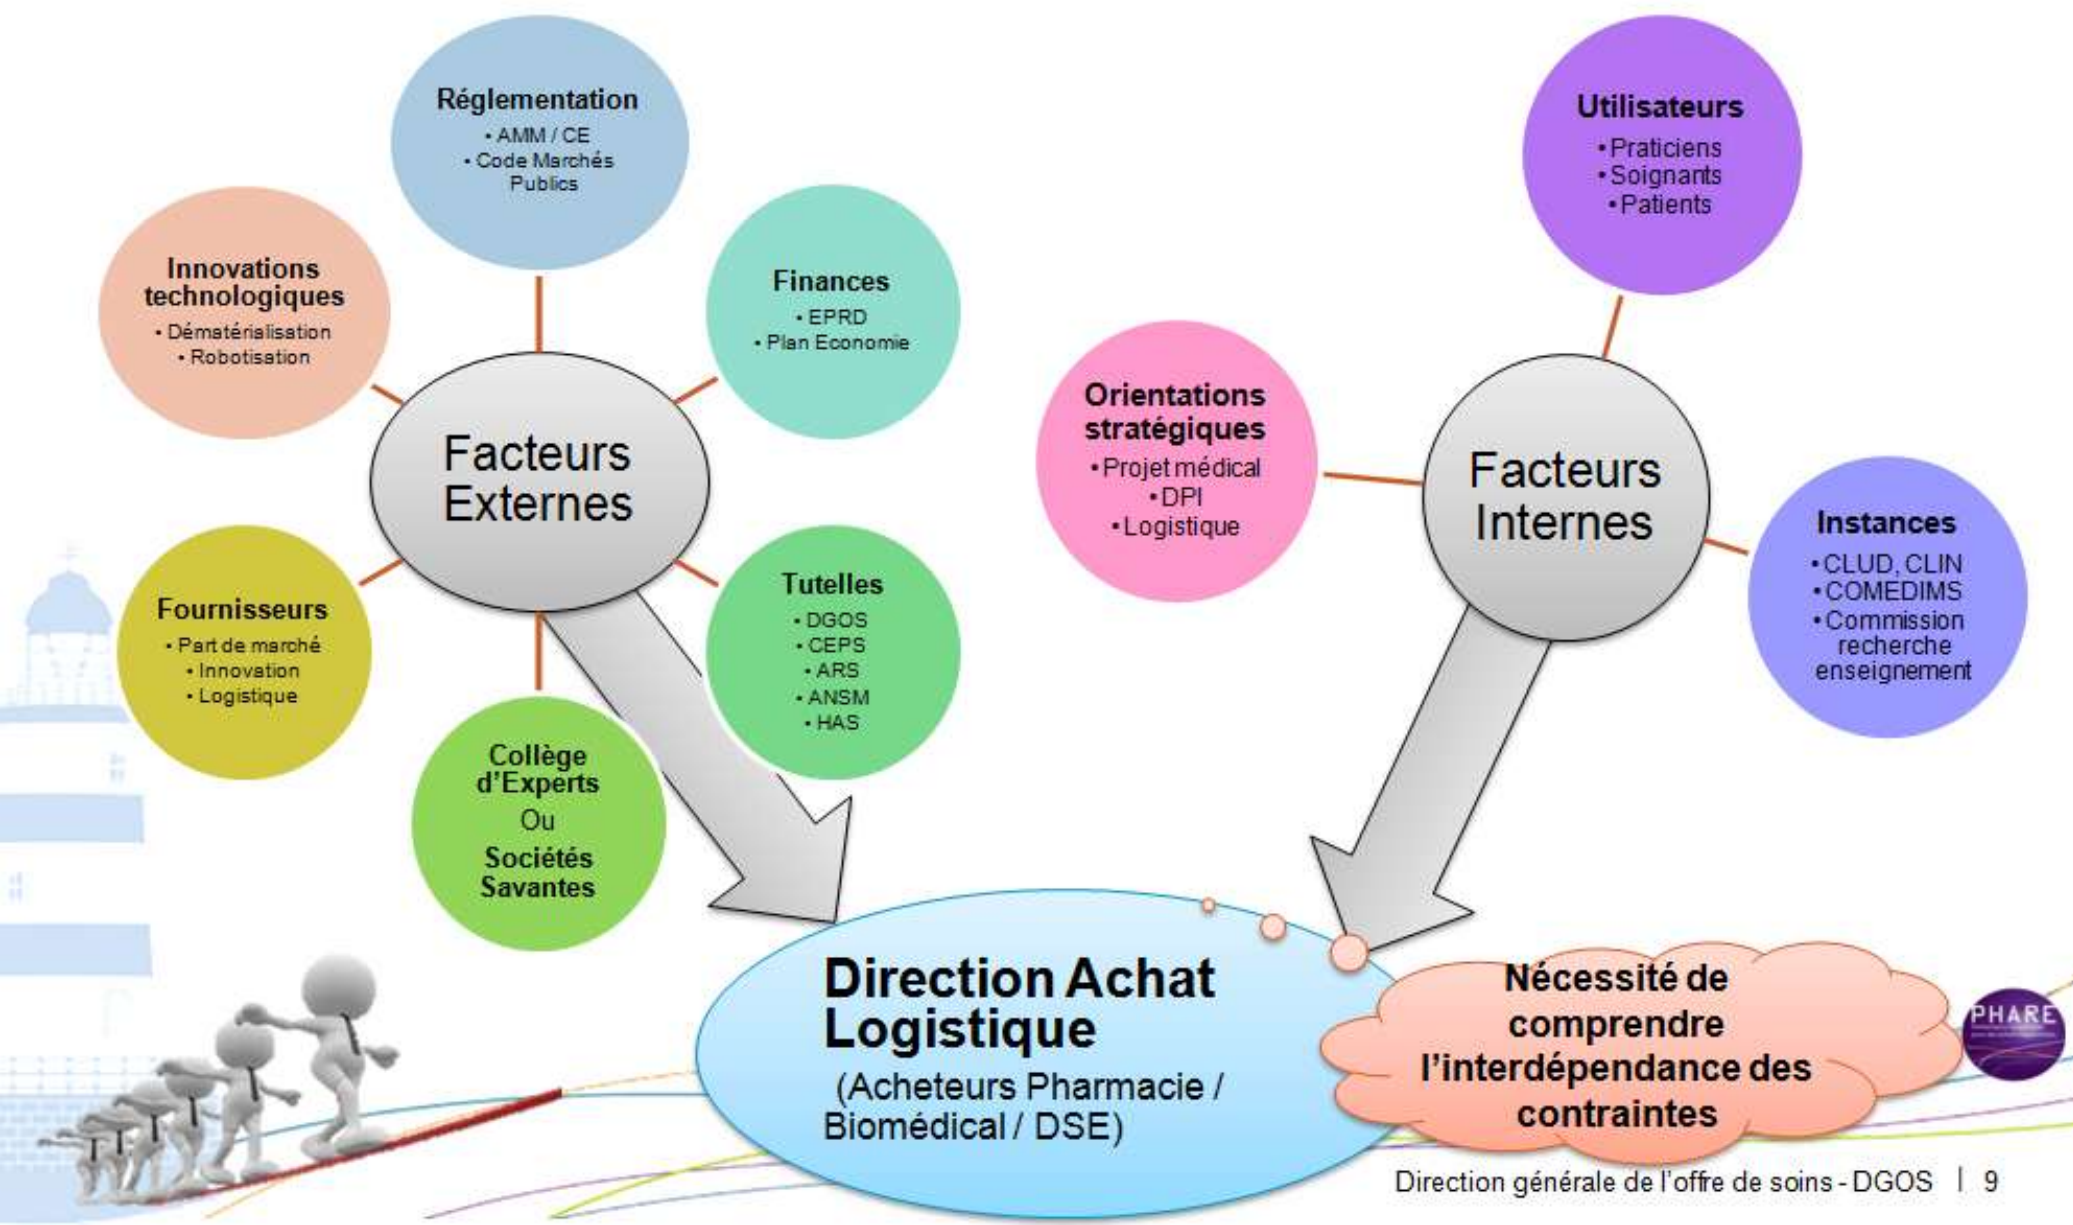 Réglementation
• AMM / CE
• Code Marchés
Publics
Innovations
technologiques
• Dématérialisation
• Robotisation
Finances
• EPRD
• Plan Economie
Facteurs
Externes
Fournisseurs
• Part de marché
• Innovation
• Logistique
Tutelles
• DGOS
• CEPS
• ARS
• ANSM
• HAS
Collège
d'Experts
Ou
Sociétés
Savantes
Utilisateurs
• Praticiens
• Soignants
• Patients
Orientations
stratégiques
• Projet médical
• DPI
• Logistique
Facteurs
Internes
Instances
• CLUD, CLIN
• COMEDIMS
• Commission
recherche
enseignement
Direction Achat
Logistique
(Acheteurs Pharmacie /
Biomédical / DSE)
Nécessité de
comprendre
l'interdépendance des
contraintes
PHARE
Direction générale de l'offre de soins - DGOS | 9